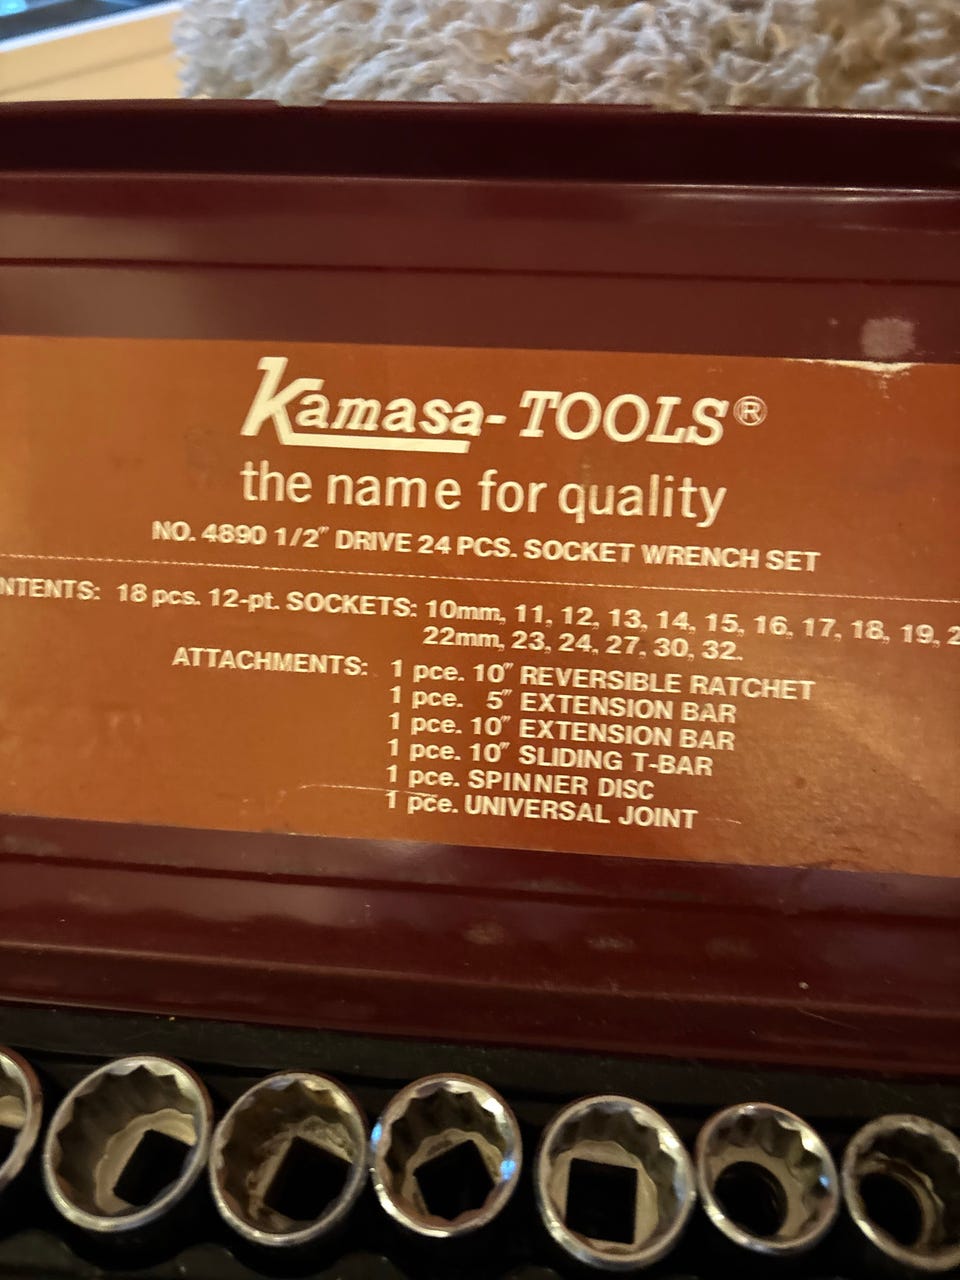 Kamasa-TOOLS®
the name for quality
NO. 4890 1/2" DRIVE 24 PCS. SOCKET WRENCH SET
NTENTS: 18 pcs. 12-pt. SOCKETS: 10mm, 11, 12, 13, 14, 15, 16, 17, 18, 19, 2
22mm, 23, 24, 27, 30, 32.
ATTACHMENTS: 1 pce. 10" REVERSIBLE RATCHET
1 pce. 5" EXTENSION BAR
1 pce. 10" EXTENSION BAR
1 pce. 10" SLIDING T-BAR
1 pce. SPINNER DISC
1 pce. UNIVERSAL JOINT